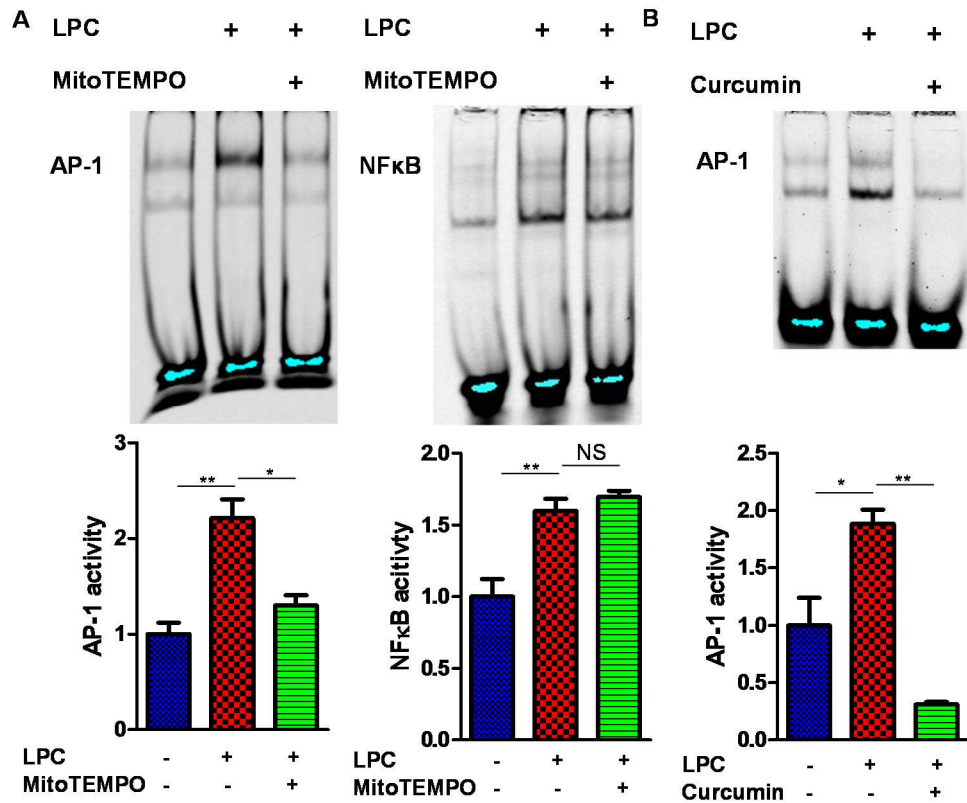 A
LPC + +
MitoTEMPO +
AP-1
LPC + +
MitoTEMPO +
NFκB
B
LPC + +
Curcumin +
AP-1
AP-1 activity
3
2
1
0
** *
LPC - + +
MitoTEMPO - - +
NFκB acitivty
2.0
1.5
1.0
0.5
0.0
** NS
LPC - + +
MitoTEMPO - - +
AP-1 activity
2.5
2.0
1.5
1.0
0.5
0.0
* **
LPC - + +
Curcumin - - +